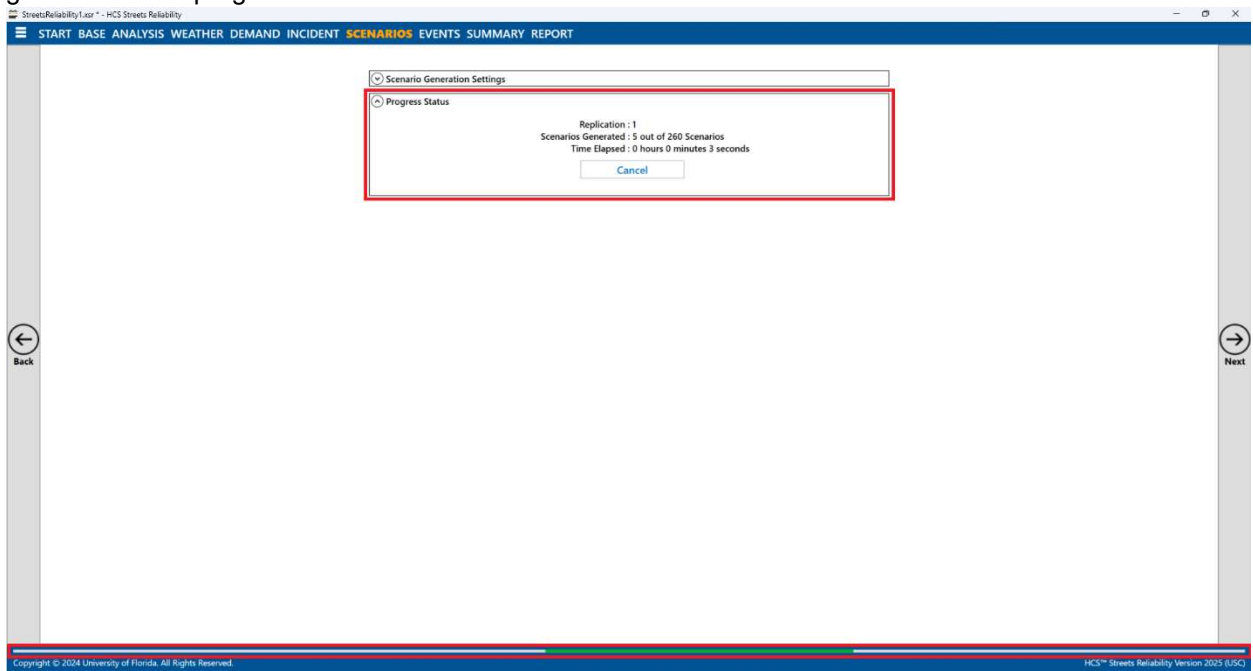 StreetsReliability1.xsr * - HCS Streets Reliability
START BASE ANALYSIS WEATHER DEMAND INCIDENT SCENARIOS EVENTS SUMMARY REPORT
Scenario Generation Settings
Progress Status
Replication : 1
Scenarios Generated : 5 out of 260 Scenarios
Time Elapsed : 0 hours 0 minutes 3 seconds
Cancel
Back
Next
Copyright © 2024 University of Florida. All Rights Reserved.
HCS™ Streets Reliability Version 2025 (USC)